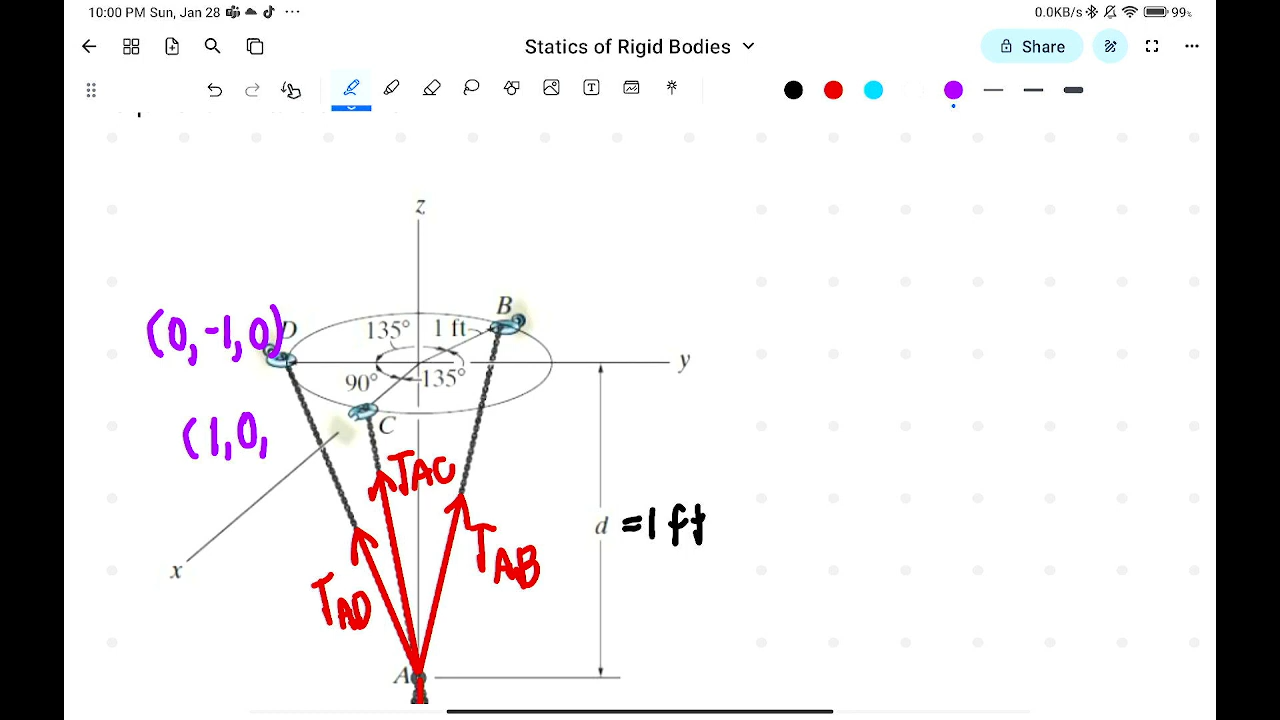 10:00 PM Sun, Jan 28 ...
0.0KB/s 99%
Statics of Rigid Bodies
Share
z
B
D
135°
1 ft
(0,-1,0)
y
90°
135°
C
(1,0,
TAC
d =1 ft
TAB
x
TAD
A